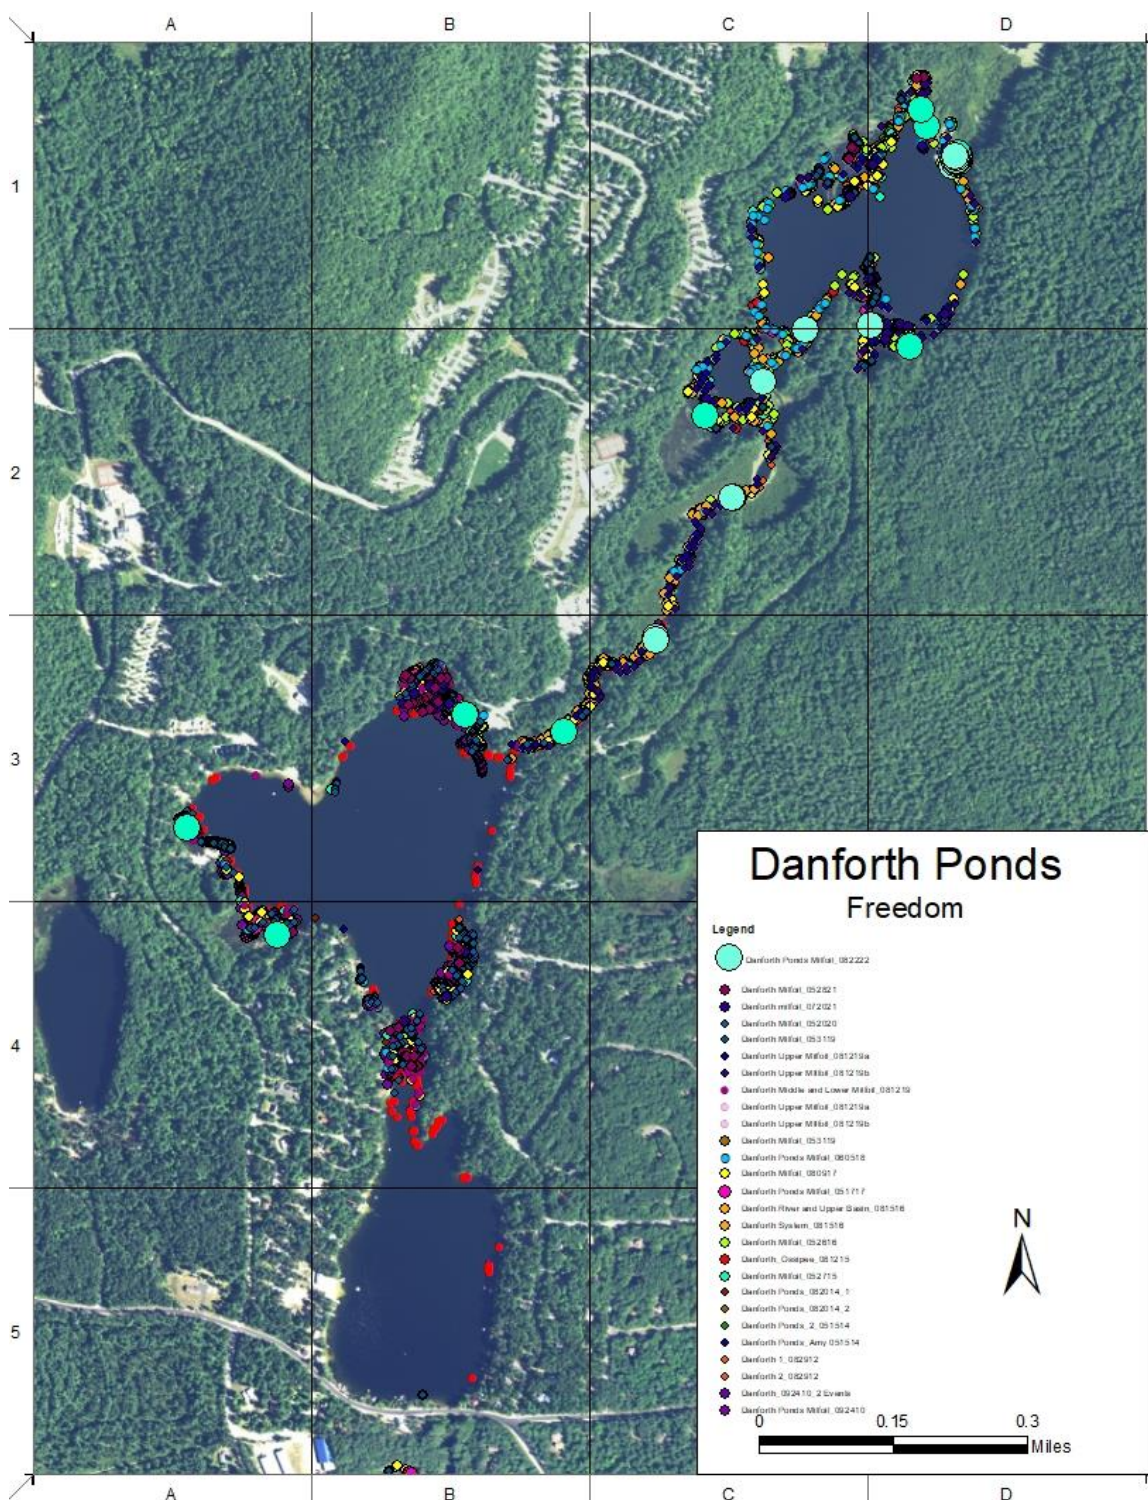 A B C D
1
2
3
4
5
Danforth Ponds
Freedom
Legend
Danforth Ponds Milfoil_082222
Danforth Milfoil_052821
Danforth milfoil_072021
Danforth Milfoil_052020
Danforth Milfoil_053119
Danforth Upper Milfoil_081219a
Danforth Upper Milfoil_081219b
Danforth Middle and Lower Milfoil_081219
Danforth Upper Milfoil_081219a
Danforth Upper Milfoil_081219b
Danforth Milfoil_053119
Danforth Ponds Milfoil_060518
Danforth Milfoil_080917
Danforth Ponds Milfoil_051717
Danforth River and Upper Basin_081516
Danforth System_081516
Danforth Milfoil_052616
Danforth_Ossipee_081215
Danforth Milfoil_052715
Danforth Ponds_082014_1
Danforth Ponds_082014_2
Danforth Ponds_2_051514
Danforth Ponds_Amy 051514
Danforth 1_082912
Danforth 2_082912
Danforth_092410_2 Events
Danforth Ponds Milfoil_092410
N
0 0.15 0.3
Miles
A B C D